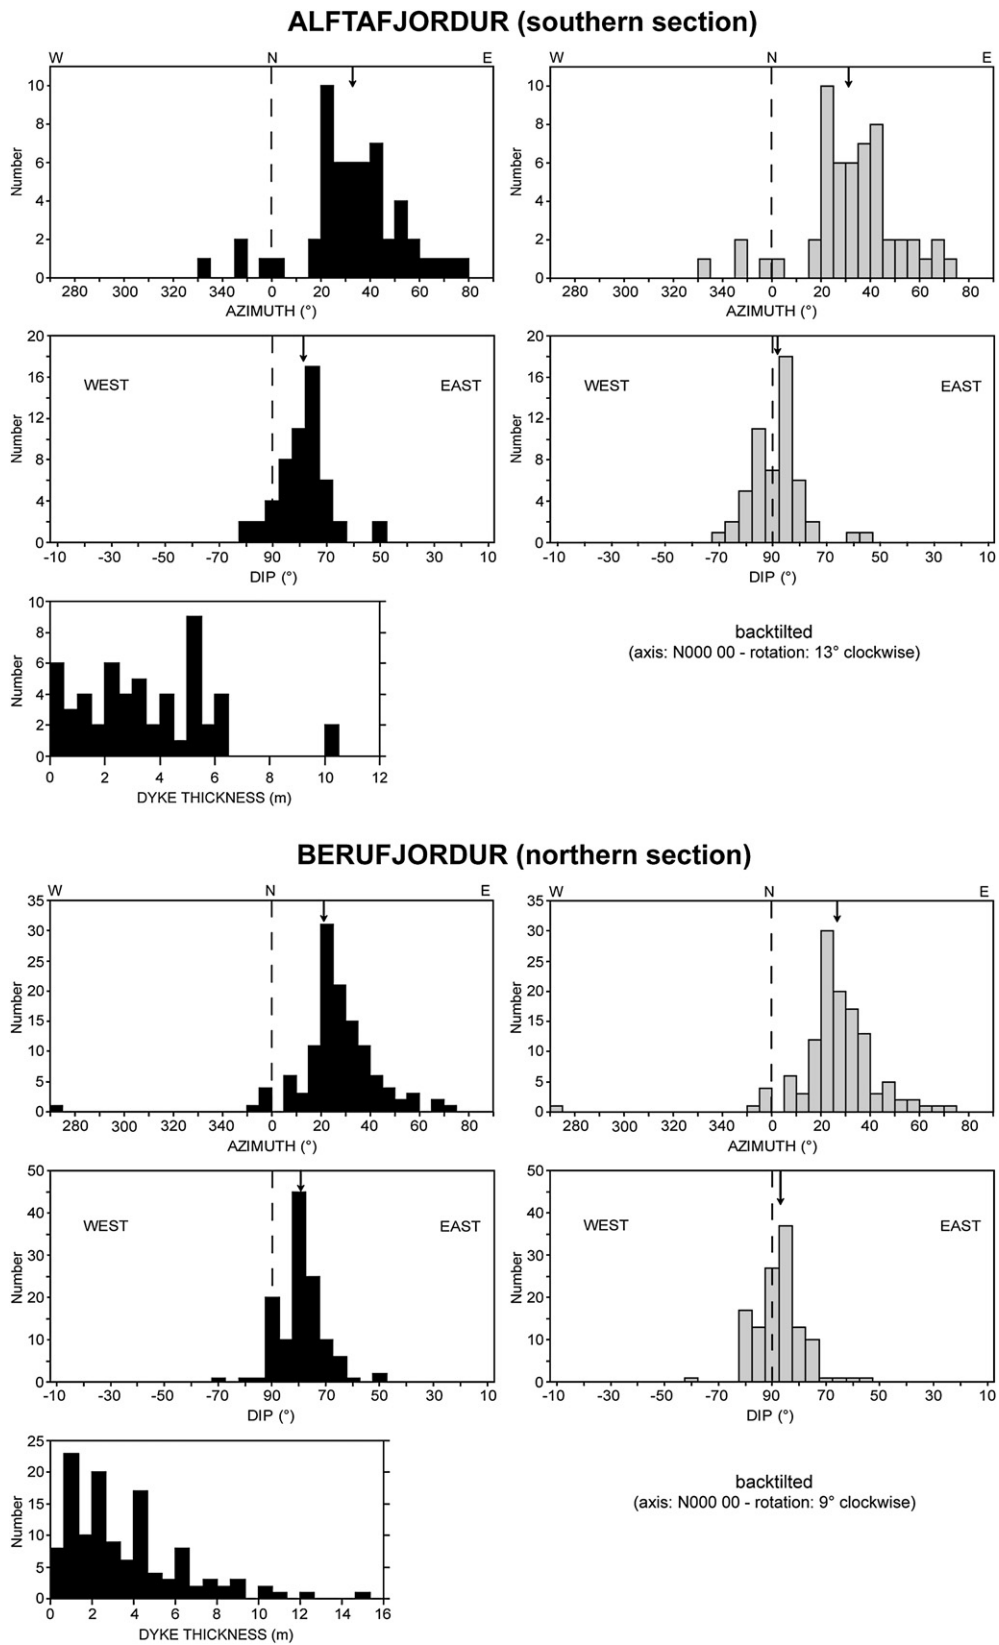 ALFTAFJORDUR (southern section)
W N E
10
8
6
4
2
0
Number
280 300 320 340 0 20 40 60 80
AZIMUTH (°)
W N E
10
8
6
4
2
0
Number
280 300 320 340 0 20 40 60 80
AZIMUTH (°)
20
16
12
8
4
0
Number
WEST EAST
-10 -30 -50 -70 90 70 50 30 10
DIP (°)
20
16
12
8
4
0
Number
WEST EAST
-10 -30 -50 -70 90 70 50 30 10
DIP (°)
10
8
6
4
2
0
Number
0 2 4 6 8 10 12
DYKE THICKNESS (m)
backtilted
(axis: N000 00 - rotation: 13° clockwise)
BERUFJORDUR (northern section)
W N E
35
30
25
20
15
10
5
0
Number
280 300 320 340 0 20 40 60 80
AZIMUTH (°)
W N E
35
30
25
20
15
10
5
0
Number
280 300 320 340 0 20 40 60 80
AZIMUTH (°)
50
40
30
20
10
0
Number
WEST EAST
-10 -30 -50 -70 90 70 50 30 10
DIP (°)
50
40
30
20
10
0
Number
WEST EAST
-10 -30 -50 -70 90 70 50 30 10
DIP (°)
25
20
15
10
5
0
Number
0 2 4 6 8 10 12 14 16
DYKE THICKNESS (m)
backtilted
(axis: N000 00 - rotation: 9° clockwise)